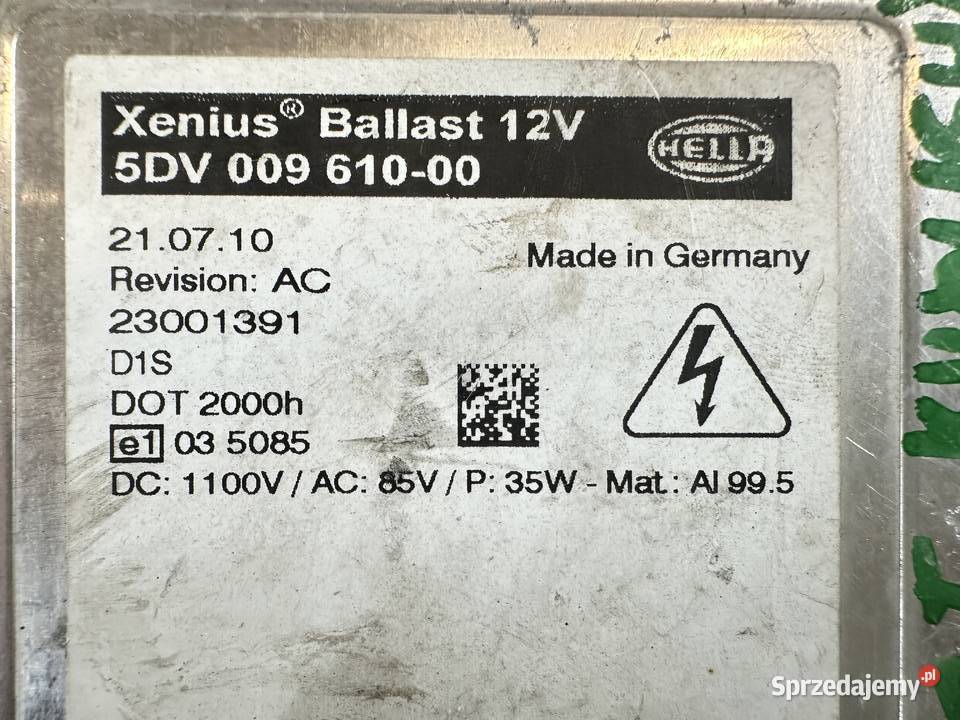 Xenius® Ballast 12V
5DV 009 610-00
HELLA
21.07.10
Made in Germany
Revision: AC
23001391
D1S
DOT 2000h
e1 03 5085
DC: 1100V / AC: 85V / P: 35W - Mat.: Al 99.5
Sprzedajemy.pl